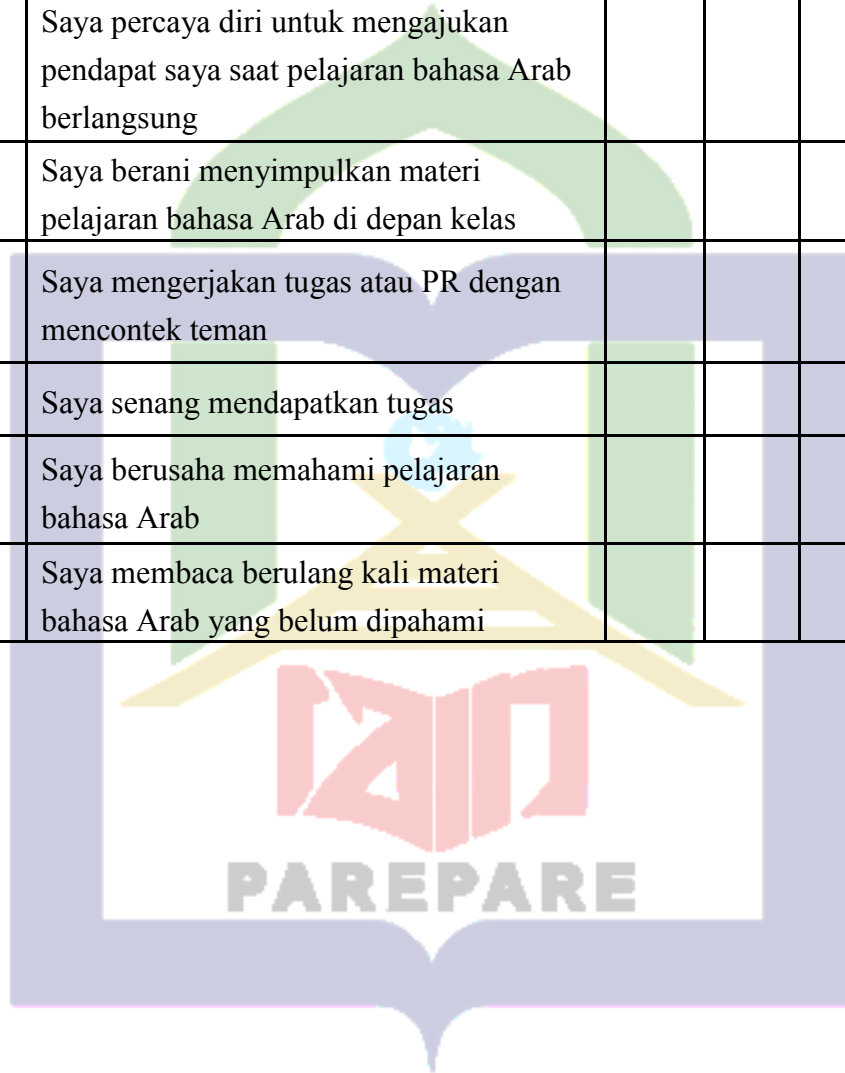 Saya percaya diri untuk mengajukan
pendapat saya saat pelajaran bahasa Arab
berlangsung
Saya berani menyimpulkan materi
pelajaran bahasa Arab di depan kelas
Saya mengerjakan tugas atau PR dengan
mencontek teman
Saya senang mendapatkan tugas
Saya berusaha memahami pelajaran
bahasa Arab
Saya membaca berulang kali materi
bahasa Arab yang belum dipahami
iain
PAREPARE